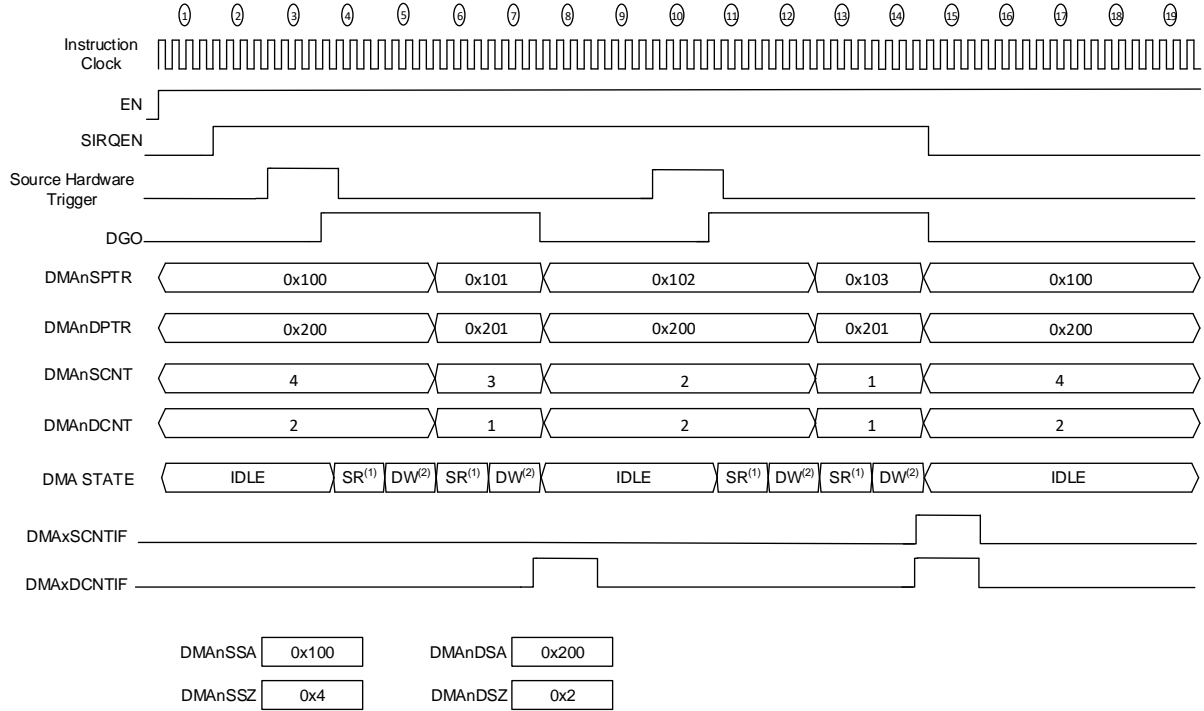 1 2 3 4 5 6 7 8 9 10 11 12 13 14 15 16 17 18 19
Instruction
Clock
EN
SIRQEN
Source Hardware
Trigger
DGO
DMAnSPTR 0x100 0x101 0x102 0x103 0x100
DMAnDPTR 0x200 0x201 0x200 0x201 0x200
DMAnSCNT 4 3 2 1 4
DMAnDCNT 2 1 2 1 2
DMA STATE IDLE SR(1) DW(2) SR(1) DW(2) IDLE SR(1) DW(2) SR(1) DW(2) IDLE
DMAxSCNTIF
DMAxDCNTIF
DMAnSSA 0x100 DMAnDSA 0x200
DMAnSSZ 0x4 DMAnDSZ 0x2